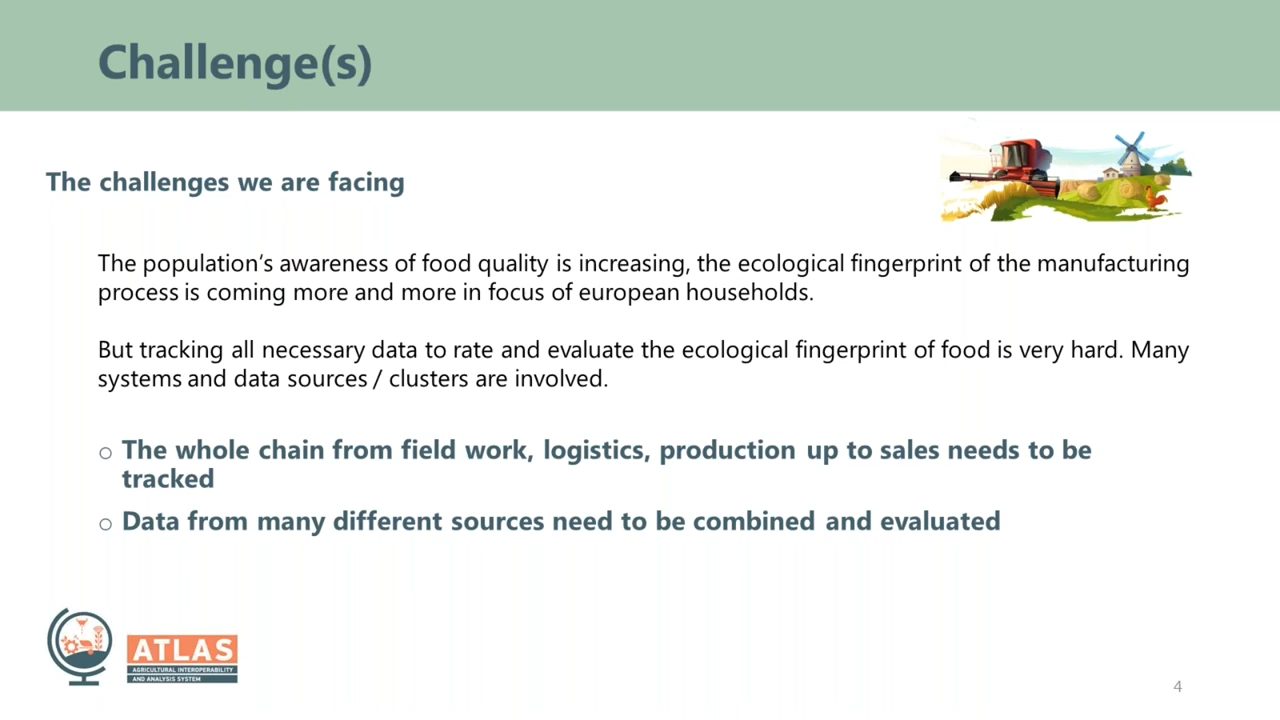 Challenge(s)
The challenges we are facing
The population‘s awareness of food quality is increasing, the ecological fingerprint of the manufacturing
process is coming more and more in focus of european households.
But tracking all necessary data to rate and evaluate the ecological fingerprint of food is very hard. Many
systems and data sources / clusters are involved.
○ The whole chain from field work, logistics, production up to sales needs to be
tracked
○ Data from many different sources need to be combined and evaluated
ATLAS
AGRICULTURAL INTEROPERABILITY
AND ANALYSIS SYSTEM
4